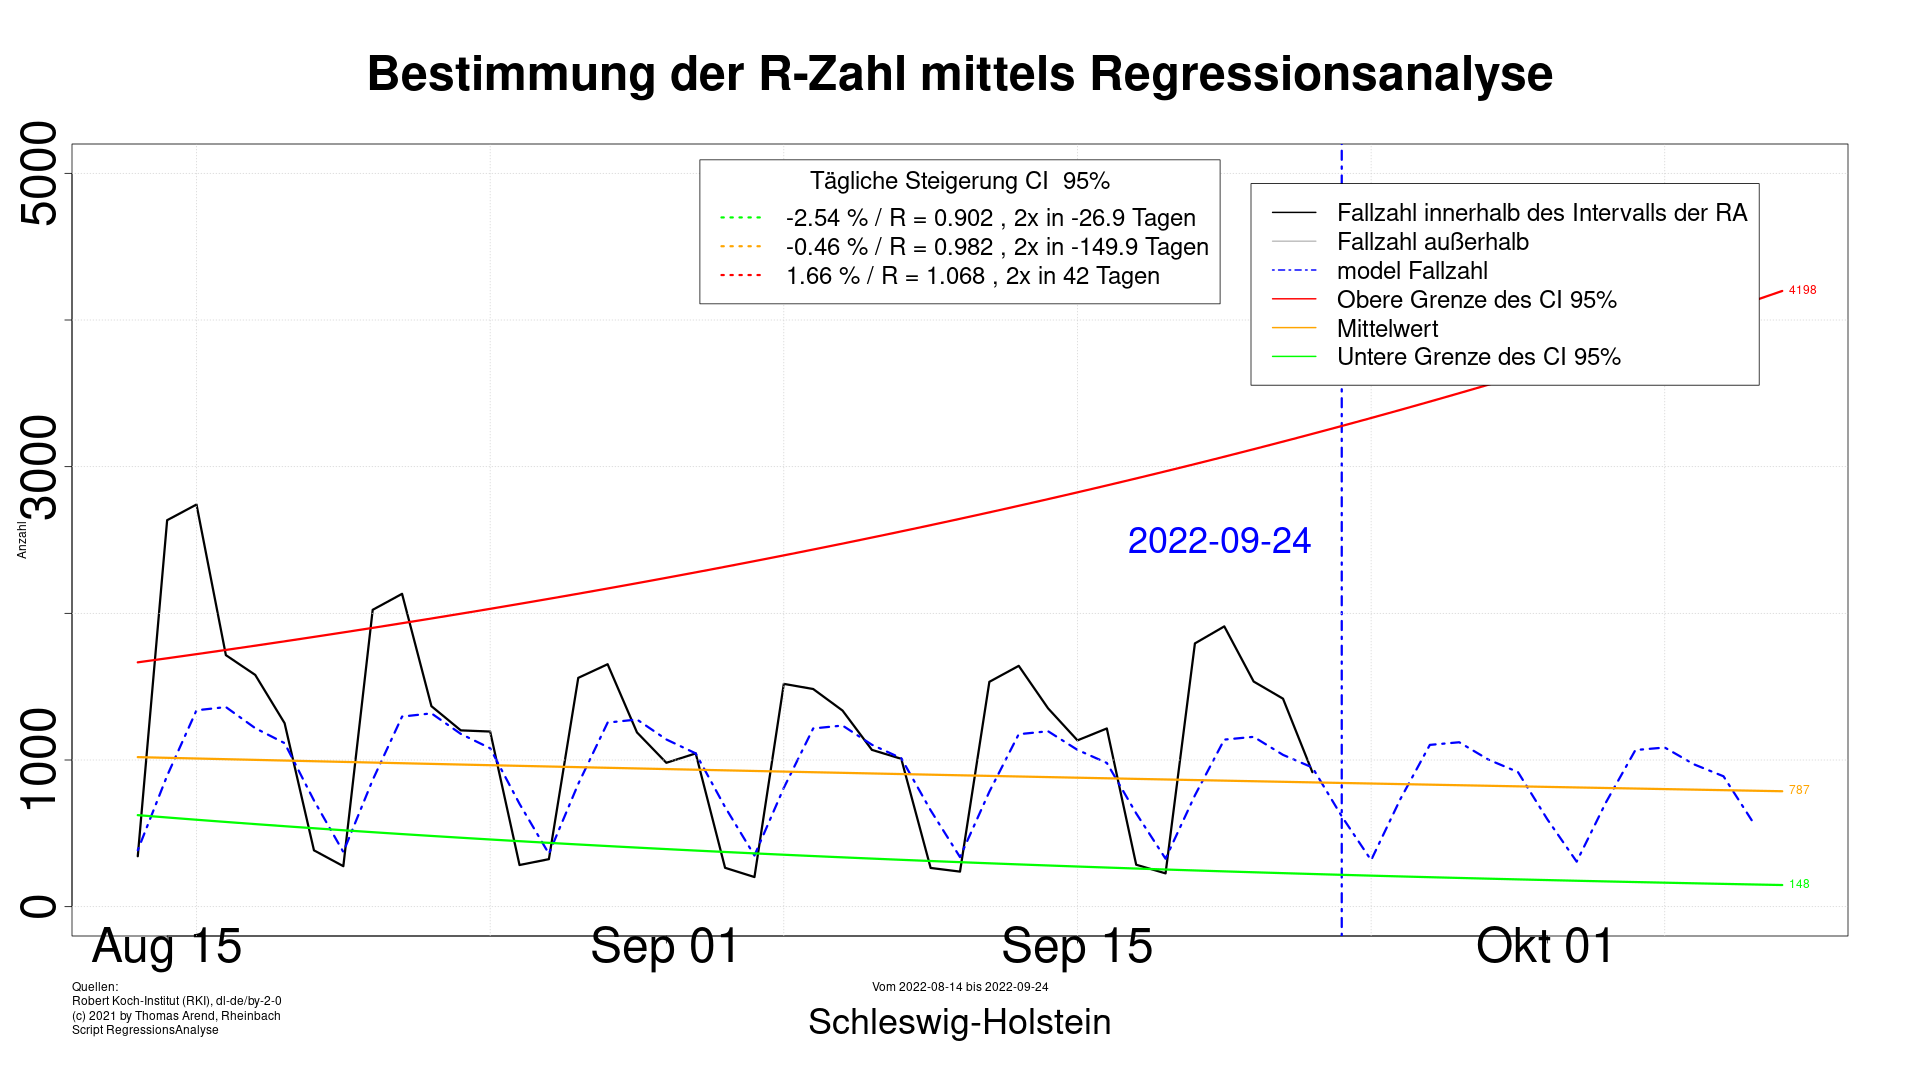 Bestimmung der R-Zahl mittels Regressionsanalyse
5000
3000
1000
0
Anzahl
Tägliche Steigerung CI  95%
-2.54 % / R = 0.902 , 2x in -26.9 Tagen
-0.46 % / R = 0.982 , 2x in -149.9 Tagen
1.66 % / R = 1.068 , 2x in 42 Tagen
Fallzahl innerhalb des Intervalls der RA
Fallzahl außerhalb
model Fallzahl
Obere Grenze des CI 95%
Mittelwert
Untere Grenze des CI 95%
4198
2022-09-24
787
148
Aug 15
Sep 01
Sep 15
Okt 01
Quellen:
Robert Koch-Institut (RKI), dl-de/by-2-0
(c) 2021 by Thomas Arend, Rheinbach
Script RegressionsAnalyse
Vom 2022-08-14 bis 2022-09-24
Schleswig-Holstein